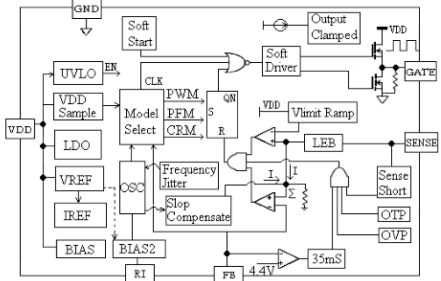 GND
Soft
Start
Output
Clamped
VDD
UVLO
EN
CLK
Soft
Driver
GATE
VDD
Sample
Model
Select
PWM
PFM
CRM
QN
S
R
VDD
Vlimit Ramp
VDD
LDO
LEB
SENSE
VREF
OSC
Frequency
Jitter
I
I
Σ
Sense
Short
IREF
Slop
Compensate
OTP
OVP
BIAS
BIAS2
4.4V
35mS
RI
FB